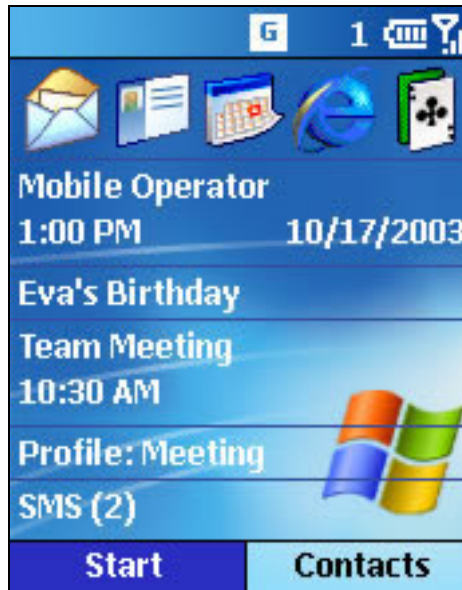 G 1
Mobile Operator
1:00 PM 10/17/2003
Eva's Birthday
Team Meeting
10:30 AM
Profile: Meeting
SMS (2)
Start Contacts